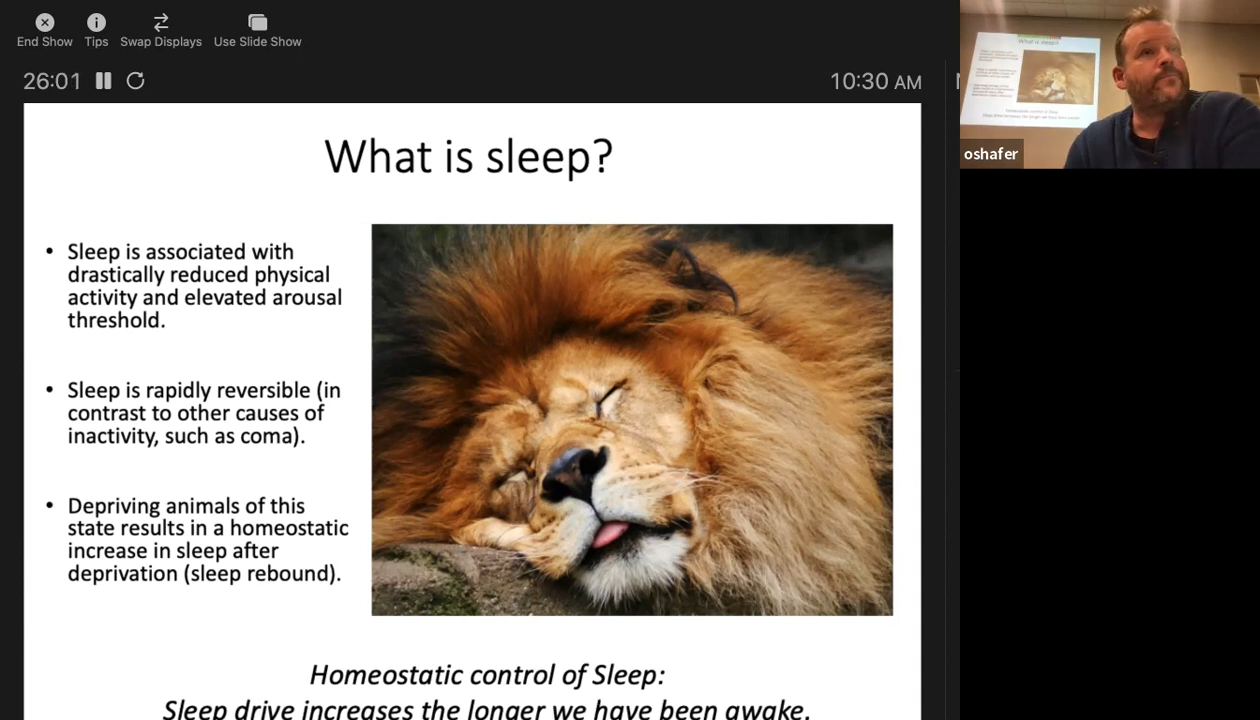 End Show
Tips
Swap Displays
Use Slide Show
26:01
10:30 AM
What is sleep?
• Sleep is associated with
drastically reduced physical
activity and elevated arousal
threshold.
• Sleep is rapidly reversible (in
contrast to other causes of
inactivity, such as coma).
• Depriving animals of this
state results in a homeostatic
increase in sleep after
deprivation (sleep rebound).
Homeostatic control of Sleep:
Sleep drive increases the longer we have been awake.
What is sleep?
oshafer